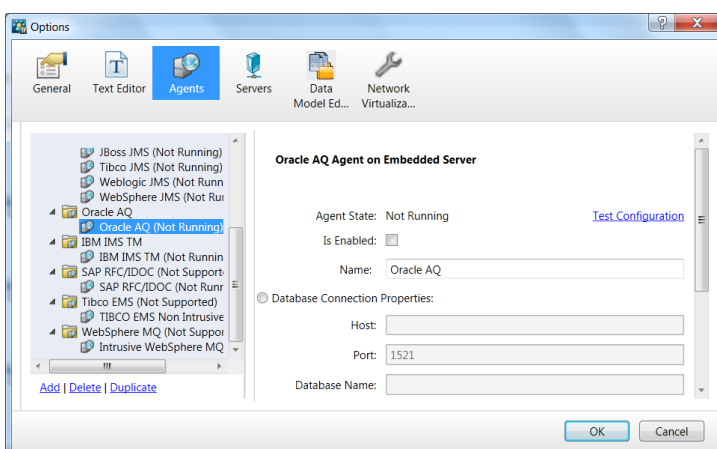 Options
General
Text Editor
Agents
Servers
Data
Model Ed...
Network
Virtualiza...
JBoss JMS (Not Running)
Tibco JMS (Not Running)
Weblogic JMS (Not Runn
WebSphere JMS (Not Rui
Oracle AQ
Oracle AQ (Not Running)
IBM IMS TM
IBM IMS TM (Not Runnin
SAP RFC/IDOC (Not Support
SAP RFC/IDOC (Not Runr
Tibco EMS (Not Supported)
TIBCO EMS Non Intrusive
WebSphere MQ (Not Suppor
Intrusive WebSphere MQ
Add | Delete | Duplicate
Oracle AQ Agent on Embedded Server
Agent State: Not Running Test Configuration
Is Enabled:
Name: Oracle AQ
Database Connection Properties:
Host:
Port: 1521
Database Name:
OK Cancel